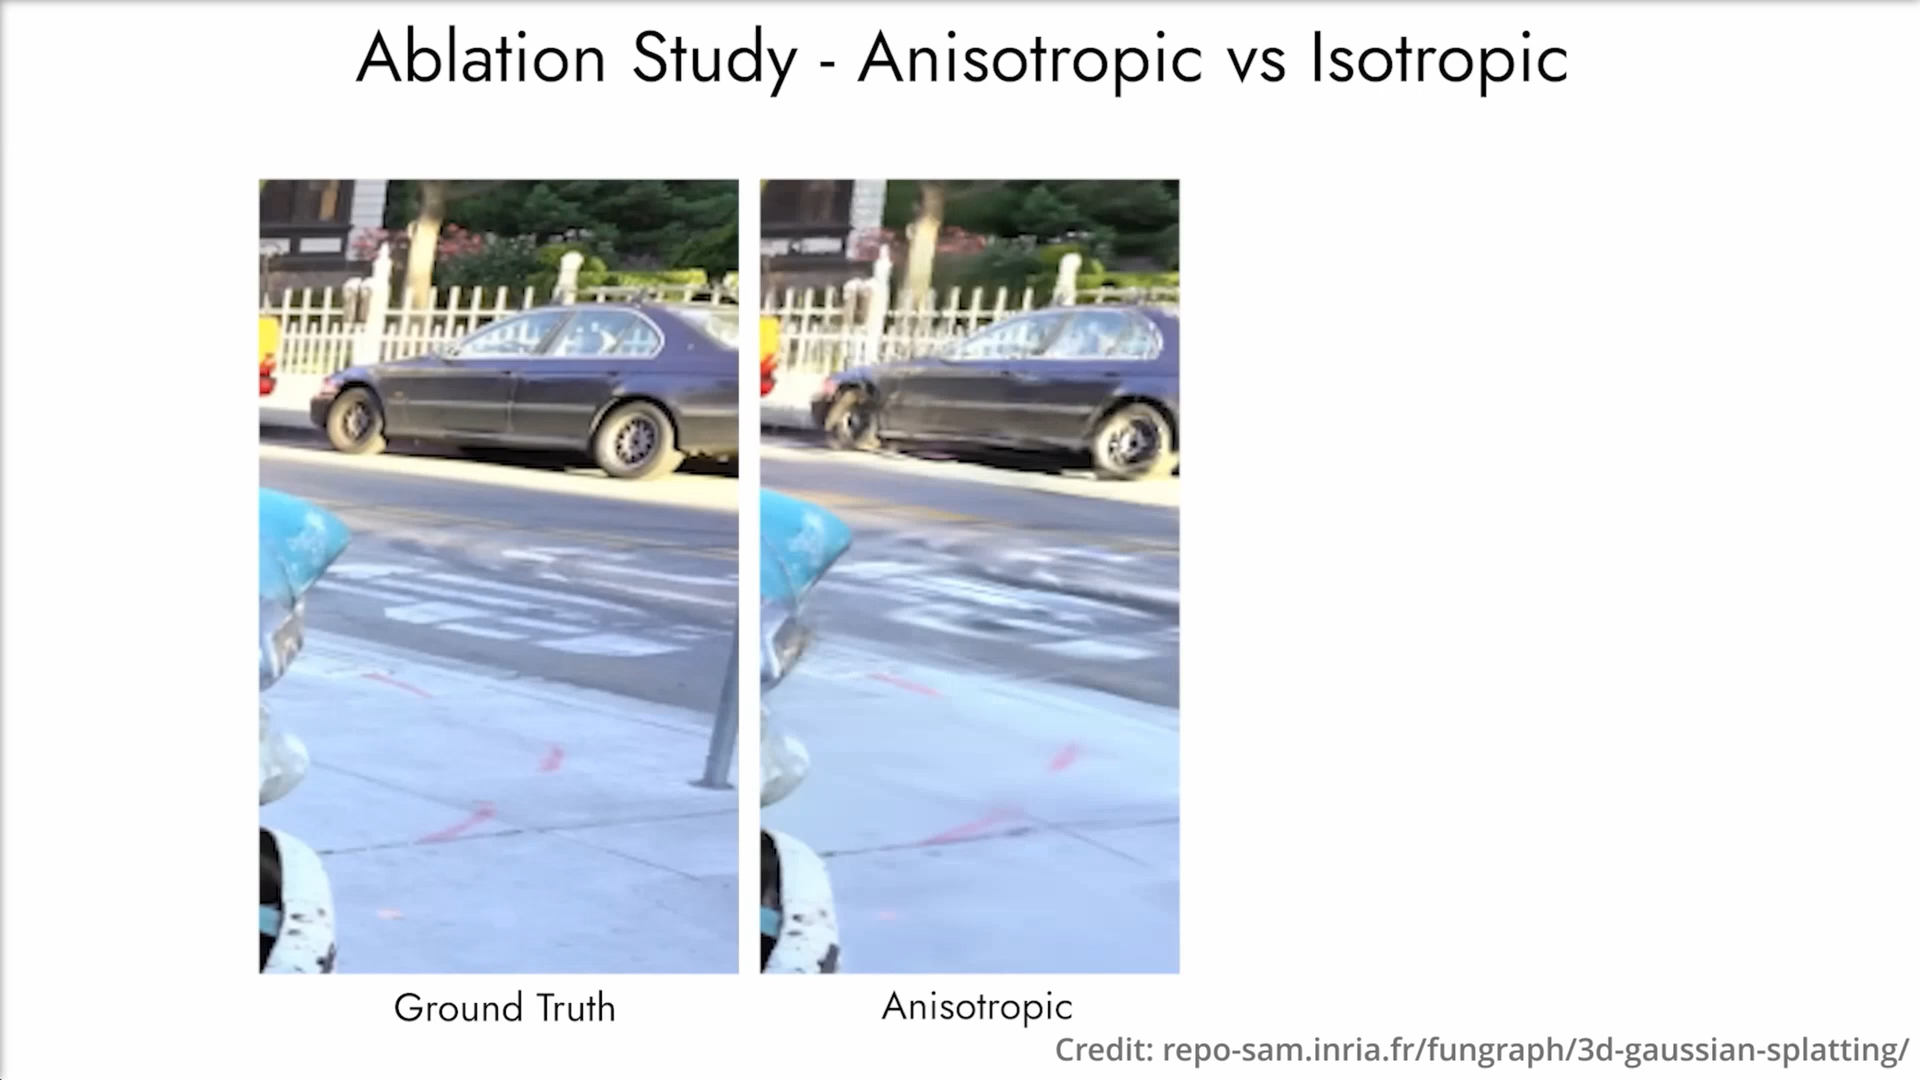 Ablation Study - Anisotropic vs Isotropic
Ground Truth
Anisotropic
Credit: repo-sam.inria.fr/fungraph/3d-gaussian-splatting/